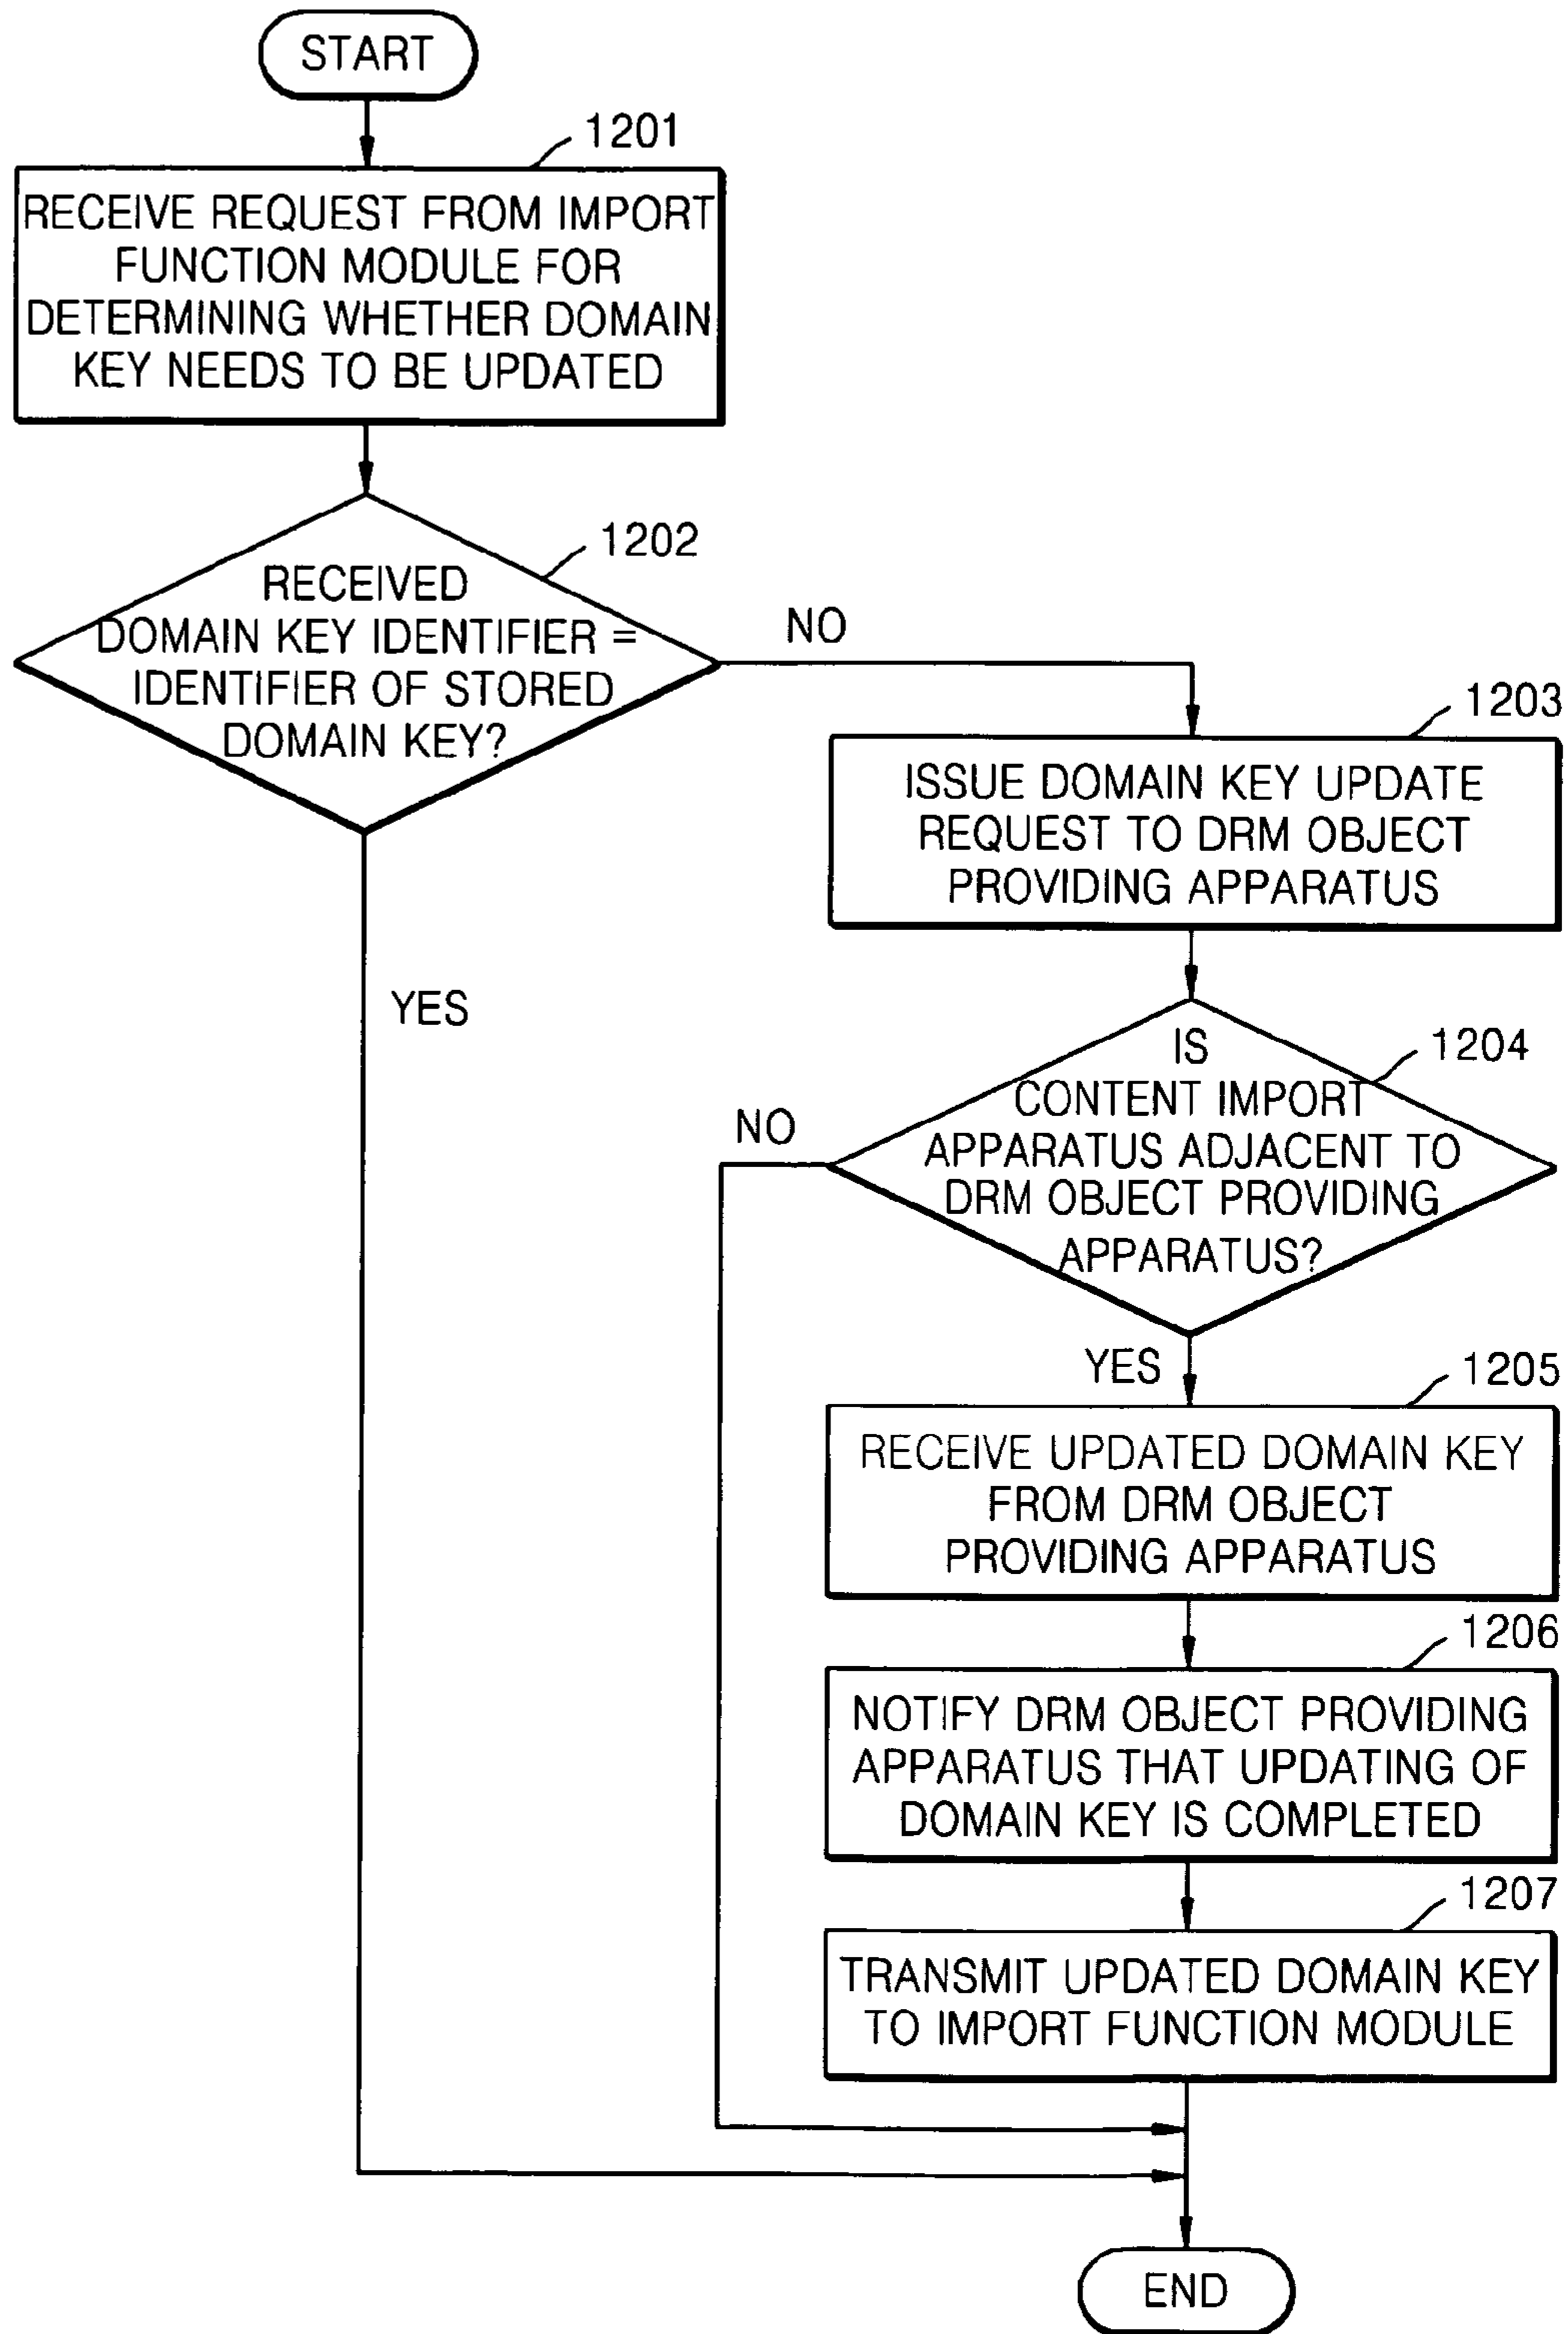 START
1201
RECEIVE REQUEST FROM IMPORT
FUNCTION MODULE FOR
DETERMINING WHETHER DOMAIN
KEY NEEDS TO BE UPDATED
1202
RECEIVED
DOMAIN KEY IDENTIFIER =
IDENTIFIER OF STORED
DOMAIN KEY?
NO
YES
1203
ISSUE DOMAIN KEY UPDATE
REQUEST TO DRM OBJECT
PROVIDING APPARATUS
1204
IS
CONTENT IMPORT
APPARATUS ADJACENT TO
DRM OBJECT PROVIDING
APPARATUS?
NO
YES
1205
RECEIVE UPDATED DOMAIN KEY
FROM DRM OBJECT
PROVIDING APPARATUS
1206
NOTIFY DRM OBJECT PROVIDING
APPARATUS THAT UPDATING OF
DOMAIN KEY IS COMPLETED
1207
TRANSMIT UPDATED DOMAIN KEY
TO IMPORT FUNCTION MODULE
END